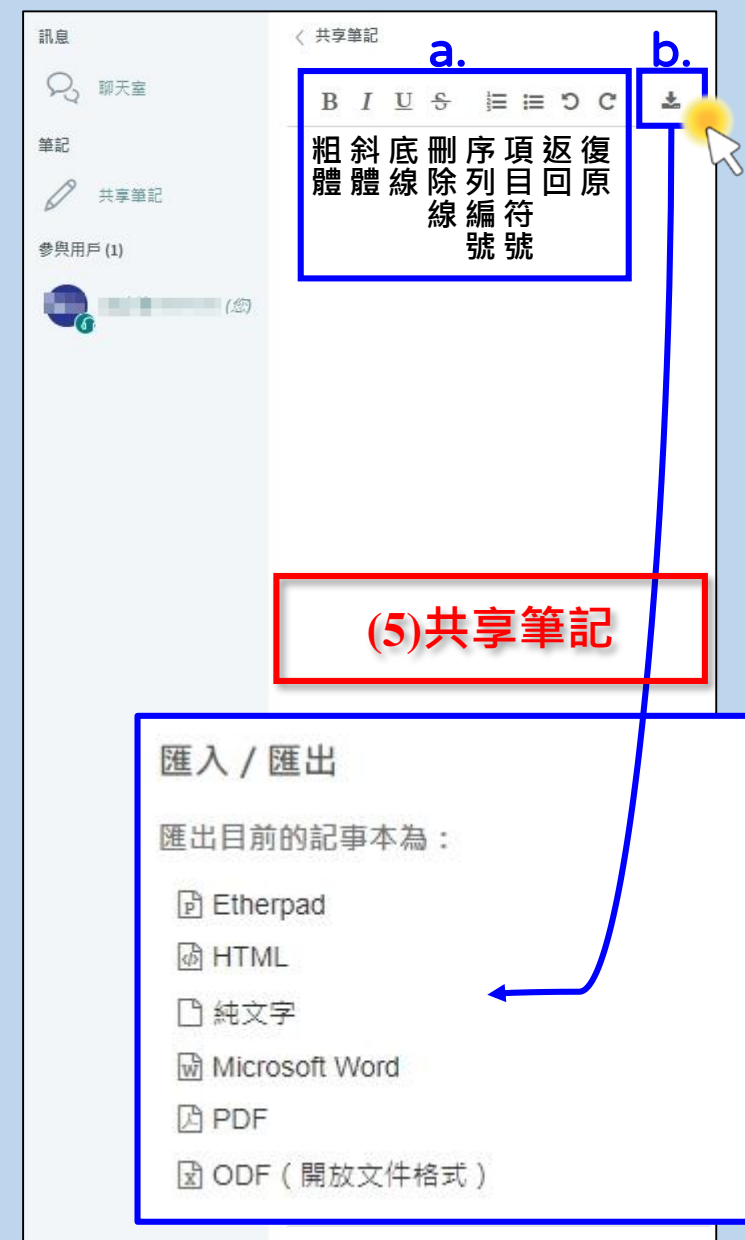 訊息
聊天室
筆記
共享筆記
參與用戶 (1)
(您)
共享筆記
a.
b.
B I U S
粗體
斜體
底線
刪除線
序列編號
項目符號
返回
復原
(5)共享筆記
匯入 / 匯出
匯出目前的記事本為：
Etherpad
HTML
純文字
Microsoft Word
PDF
ODF（開放文件格式）